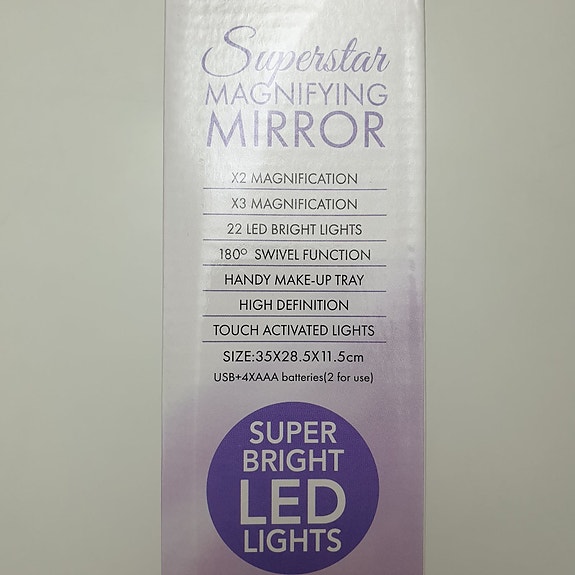 Superstar
MAGNIFYING
MIRROR
X2 MAGNIFICATION
X3 MAGNIFICATION
22 LED BRIGHT LIGHTS
180° SWIVEL FUNCTION
HANDY MAKE-UP TRAY
HIGH DEFINITION
TOUCH ACTIVATED LIGHTS
SIZE:35X28.5X11.5cm
USB+4XAAA batteries(2 for use)
SUPER
BRIGHT
LED
LIGHTS